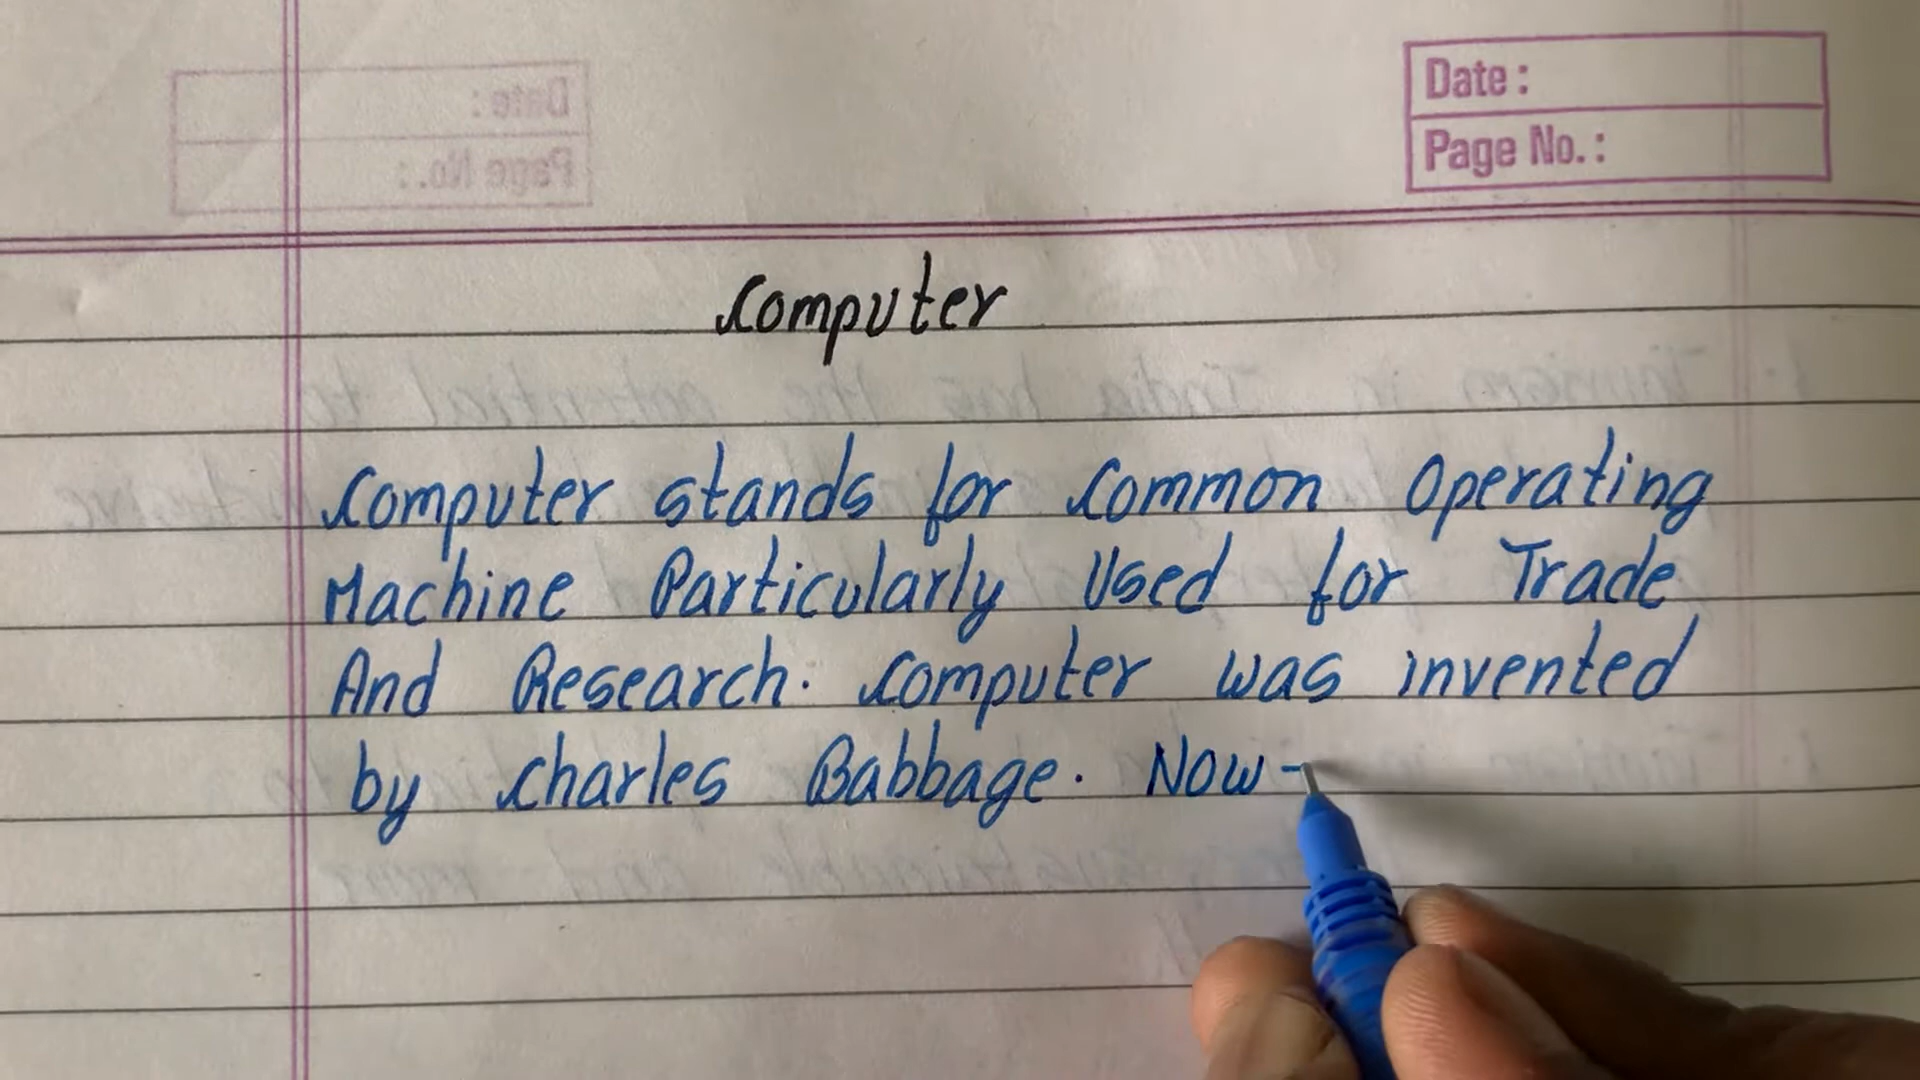 Date :
Page No. :
Computer
Computer stands for Common Operating
Machine Particularly Used for Trade
And Research. Computer was invented
by Charles Babbage. Now-